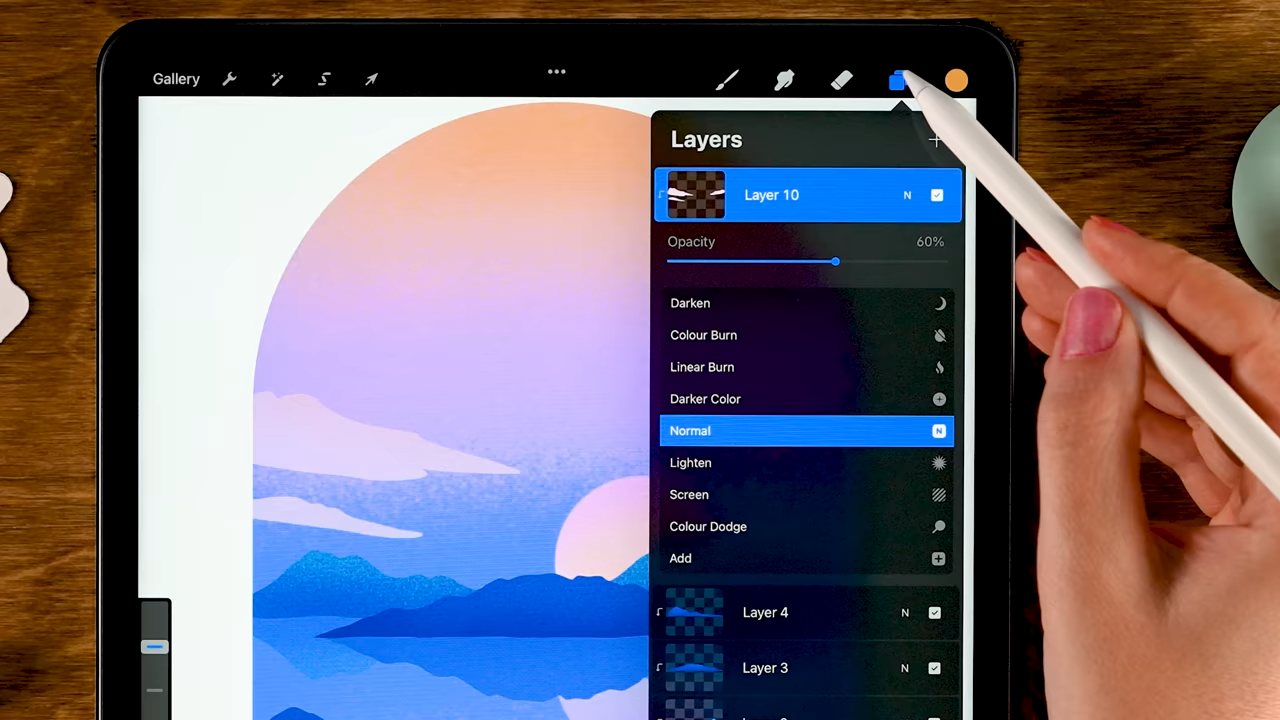 Gallery
Layers
Layer 10 N
Opacity 60%
Darken
Colour Burn
Linear Burn
Darker Color
Normal N
Lighten
Screen
Colour Dodge
Add
Layer 4 N
Layer 3 N